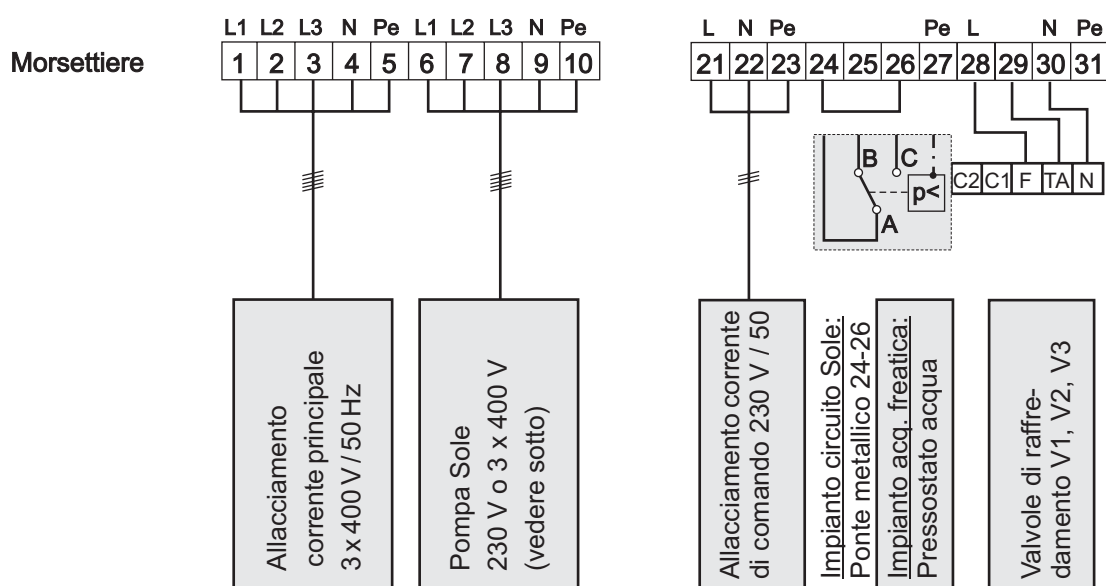 L1 L2 L3 N Pe L1 L2 L3 N Pe
L N Pe Pe L N Pe
Morsettiere
1 2 3 4 5 6 7 8 9 10
21 22 23 24 25 26 27 28 29 30 31
B C
p<
A
C2 C1 F TA N
Allacciamento
corrente principale
3 x 400 V / 50 Hz
Pompa Sole
230 V o 3 x 400 V
(vedere sotto)
Allacciamento corrente
di comando 230 V / 50
Impianto circuito Sole:
Ponte metallico 24-26
Impianto acq. freatica:
Pressostato acqua
Valvole di raffre-
damento V1, V2, V3